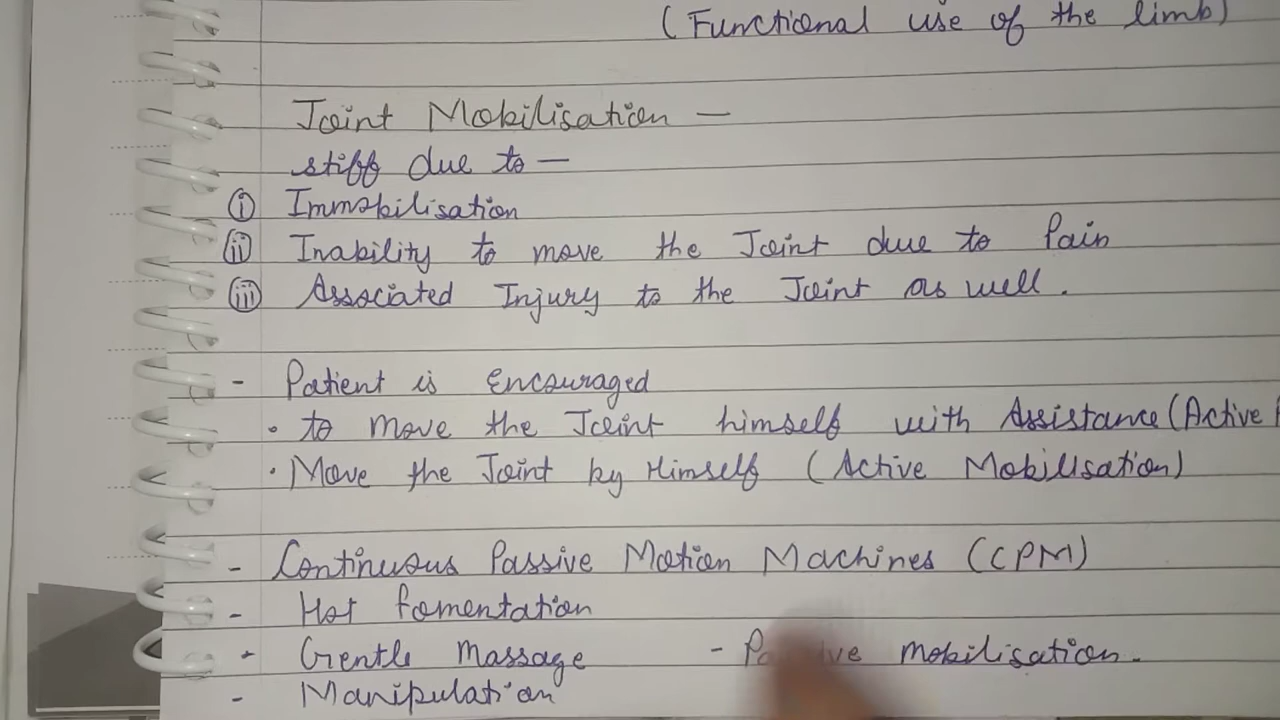 (Functional use of the limb)
Joint Mobilisation —
stiff due to —
(i) Immobilisation
(ii) Inability to move the Joint due to Pain
(iii) Associated Injury to the Joint as well.
- Patient is Encouraged
• to move the Joint himself with Assistance (Active
• Move the Joint by Himself (Active Mobilisation)
- Continuous Passive Motion Machines (CPM)
- Hot fomentation
- Gentle Massage - mobilisation.
- Manipulation